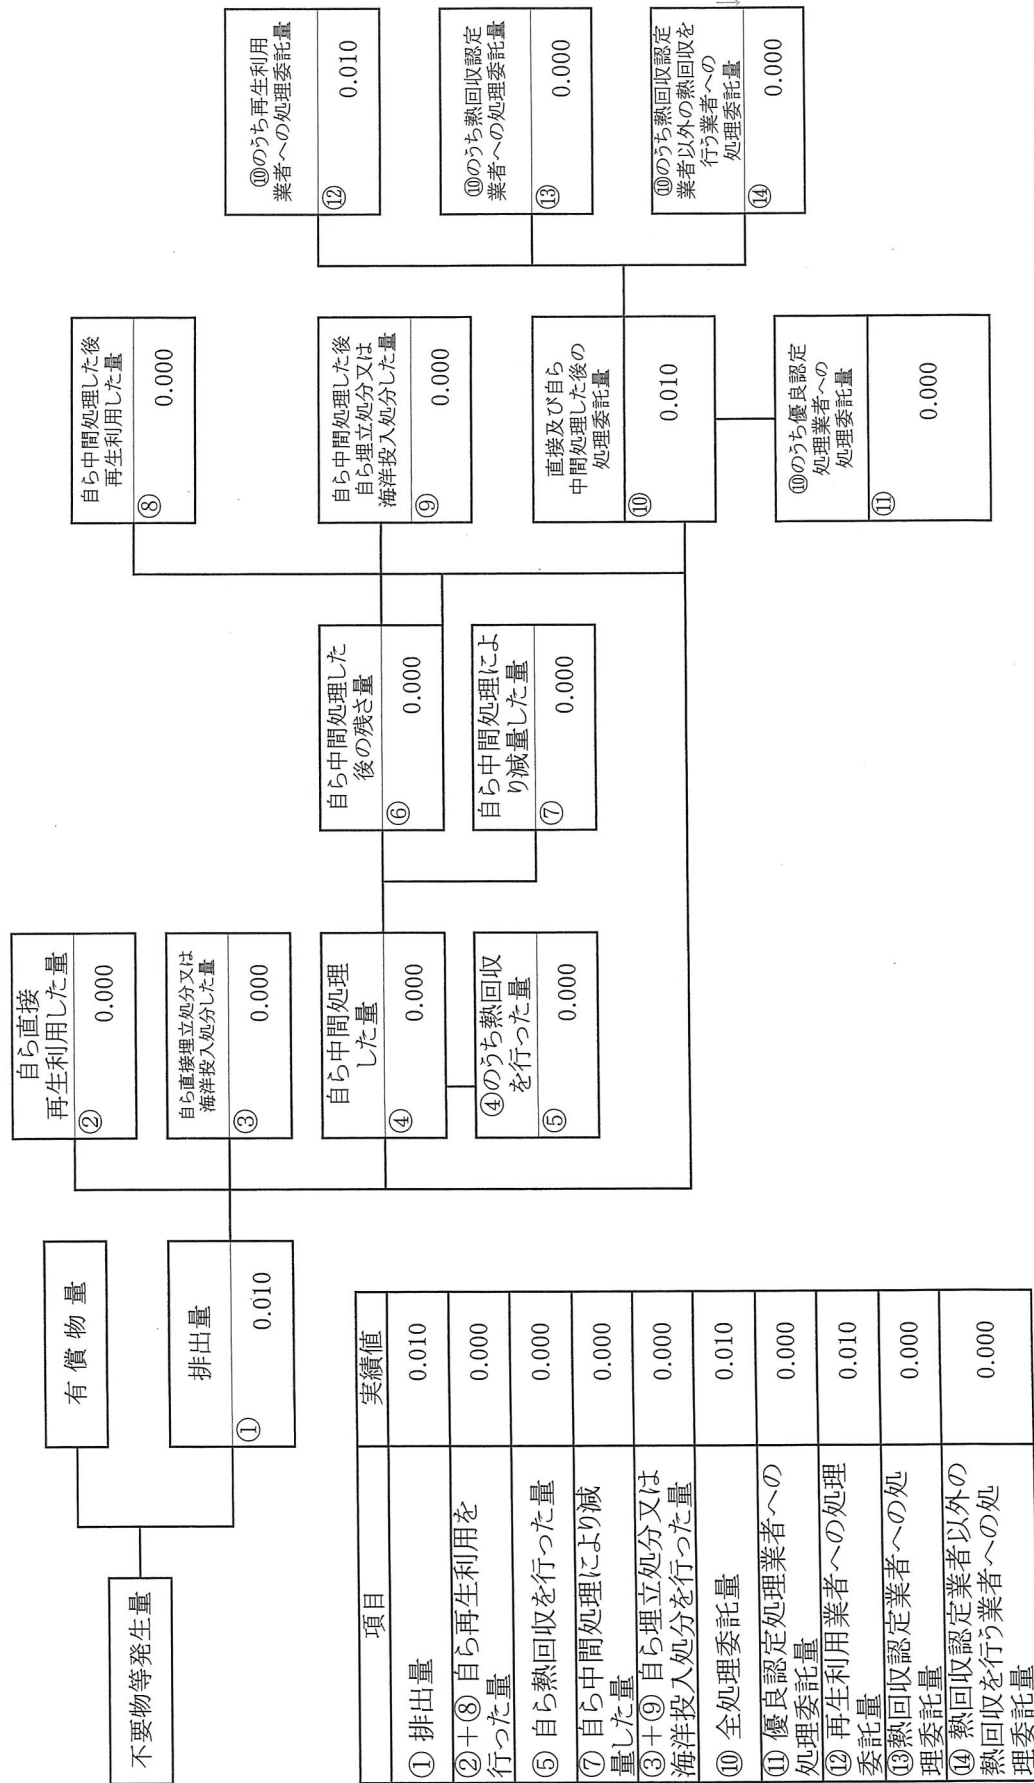 不要物等発生量
有 償 物 量
排出量
①
0.010
自ら直接
再生利用した量
②
0.000
自ら直接埋立処分又は
海洋投入処分した量
③
0.000
自ら中間処理
した量
④
0.000
④のうち熱回収
を行った量
⑤
0.000
自ら中間処理した
後の残さ量
⑥
0.000
自ら中間処理によ
り減量した量
⑦
0.000
自ら中間処理した後
再生利用した量
⑧
0.000
自ら中間処理した後
自ら埋立処分又は
海洋投入処分した量
⑨
0.000
直接及び自ら
中間処理した後の
処理委託量
⑩
0.010
⑩のうち優良認定
処理業者への
処理委託量
⑪
0.000
⑩のうち再生利用
業者への処理委託量
⑫
0.010
⑩のうち熱回収認定
業者への処理委託量
⑬
0.000
⑩のうち熱回収認定
業者以外の熱回収を
行う業者への
処理委託量
⑭
0.000
項目 実績値
① 排出量 0.010
②+⑧ 自ら再生利用を
行った量 0.000
⑤ 自ら熱回収を行った量 0.000
⑦ 自ら中間処理により減
量した量 0.000
③+⑨ 自ら埋立処分又は
海洋投入処分を行った量 0.000
⑩ 全処理委託量 0.010
⑪ 優良認定処理業者への
処理委託量 0.000
⑫ 再生利用業者への処理
委託量 0.010
⑬熱回収認定業者への処
理委託量 0.000
⑭ 熱回収認定業者以外の
熱回収を行う業者への処
理委託量 0.000